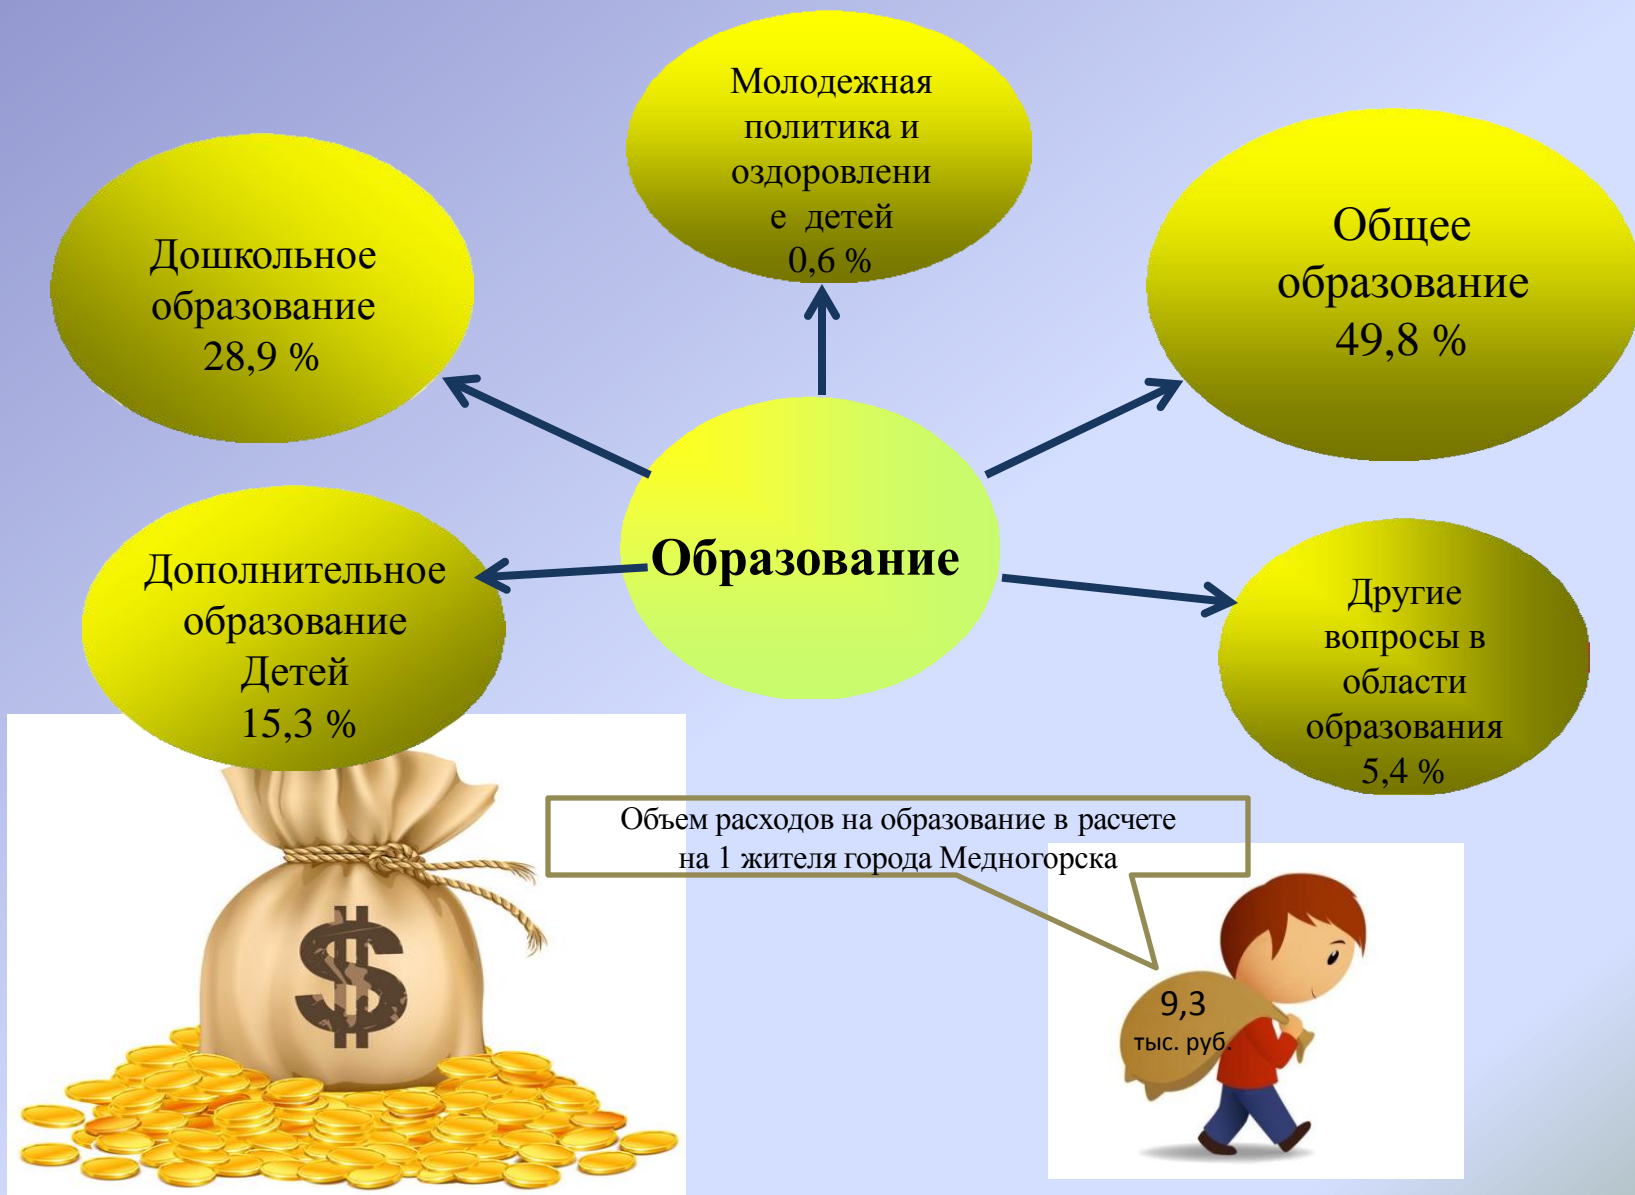 Молодежная
политика и
оздоровлени
е детей
0,6 %
Дошкольное
образование
28,9 %
Общее
образование
49,8 %
Образование
Дополнительное
образование
Детей
15,3 %
Другие
вопросы в
области
образования
5,4 %
Объем расходов на образование в расчете
на 1 жителя города Медногорска
$
9,3
тыс. руб.